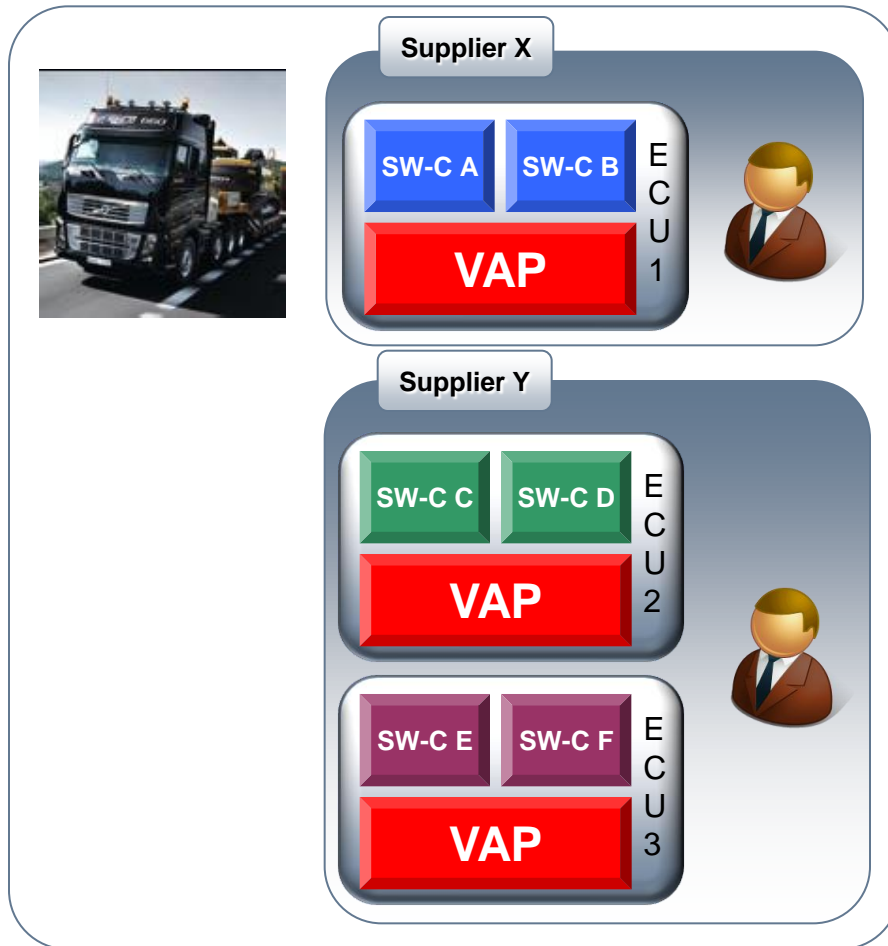 Supplier X
SW-C A
SW-C B
E
C
U
1
VAP
Supplier Y
SW-C C
SW-C D
E
C
U
2
VAP
SW-C E
SW-C F
E
C
U
3
VAP